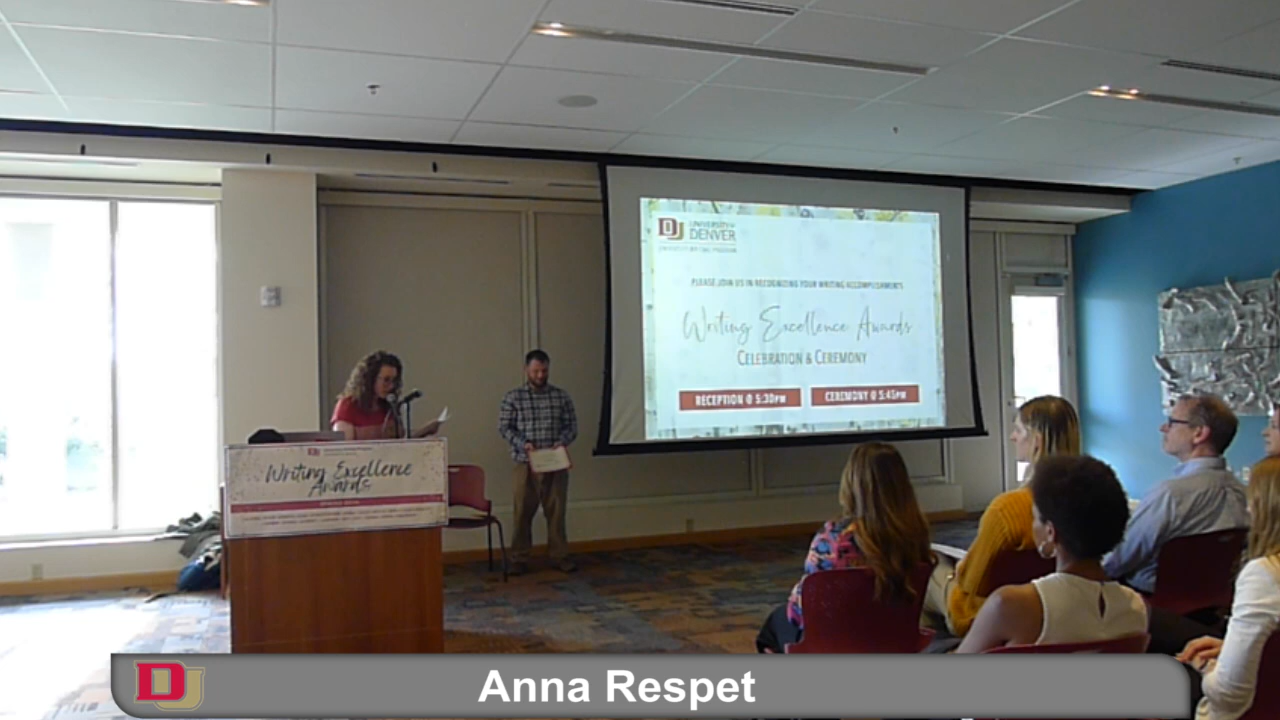 DU UNIVERSITY of
DENVER
PLEASE JOIN US IN RECOGNIZING YOUR WRITING ACCOMPLISHMENTS
Writing Excellence Awards
CELEBRATION & CEREMONY
RECEPTION @ 5:30PM CEREMONY @ 5:45PM
Writing Excellence
Awards
DU Anna Respet